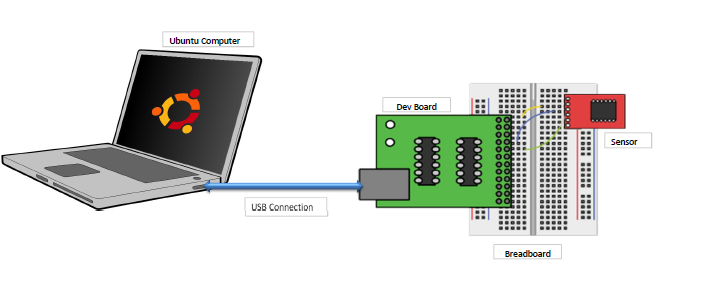 Ubuntu Computer
Dev Board
Sensor
USB Connection
Breadboard